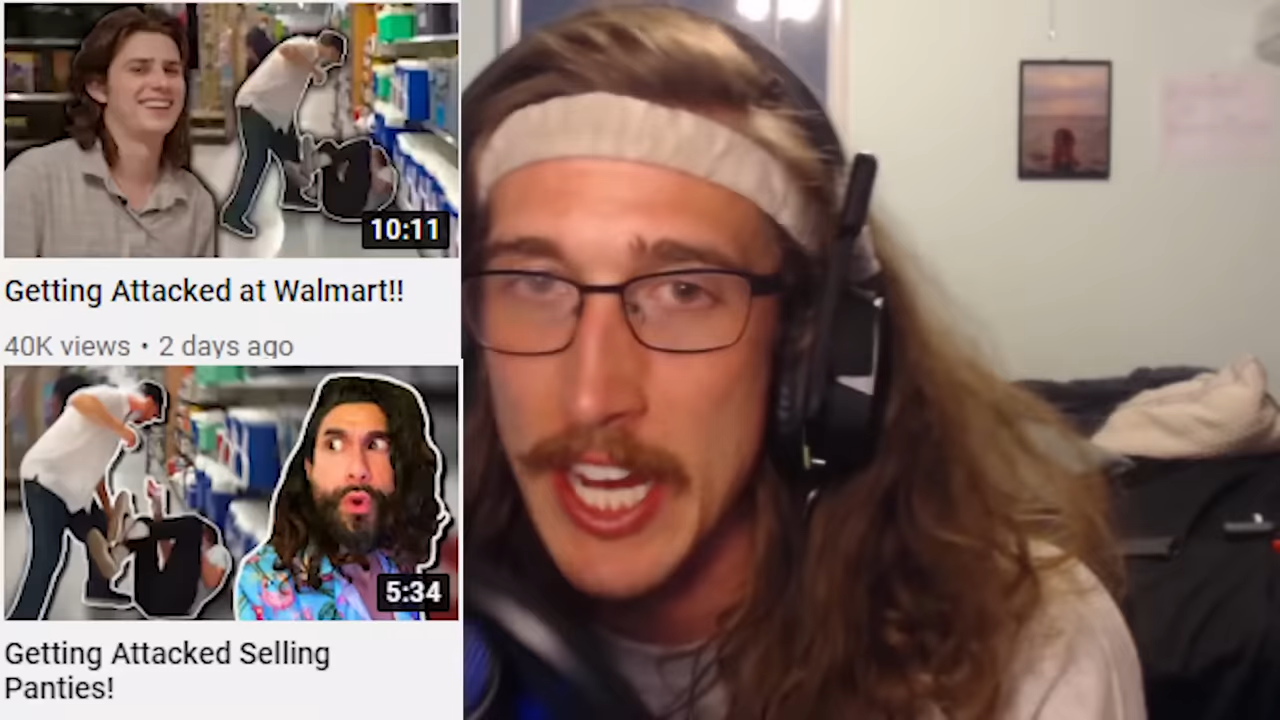 10:11
Getting Attacked at Walmart!!
40K views • 2 days ago
5:34
Getting Attacked Selling
Panties!